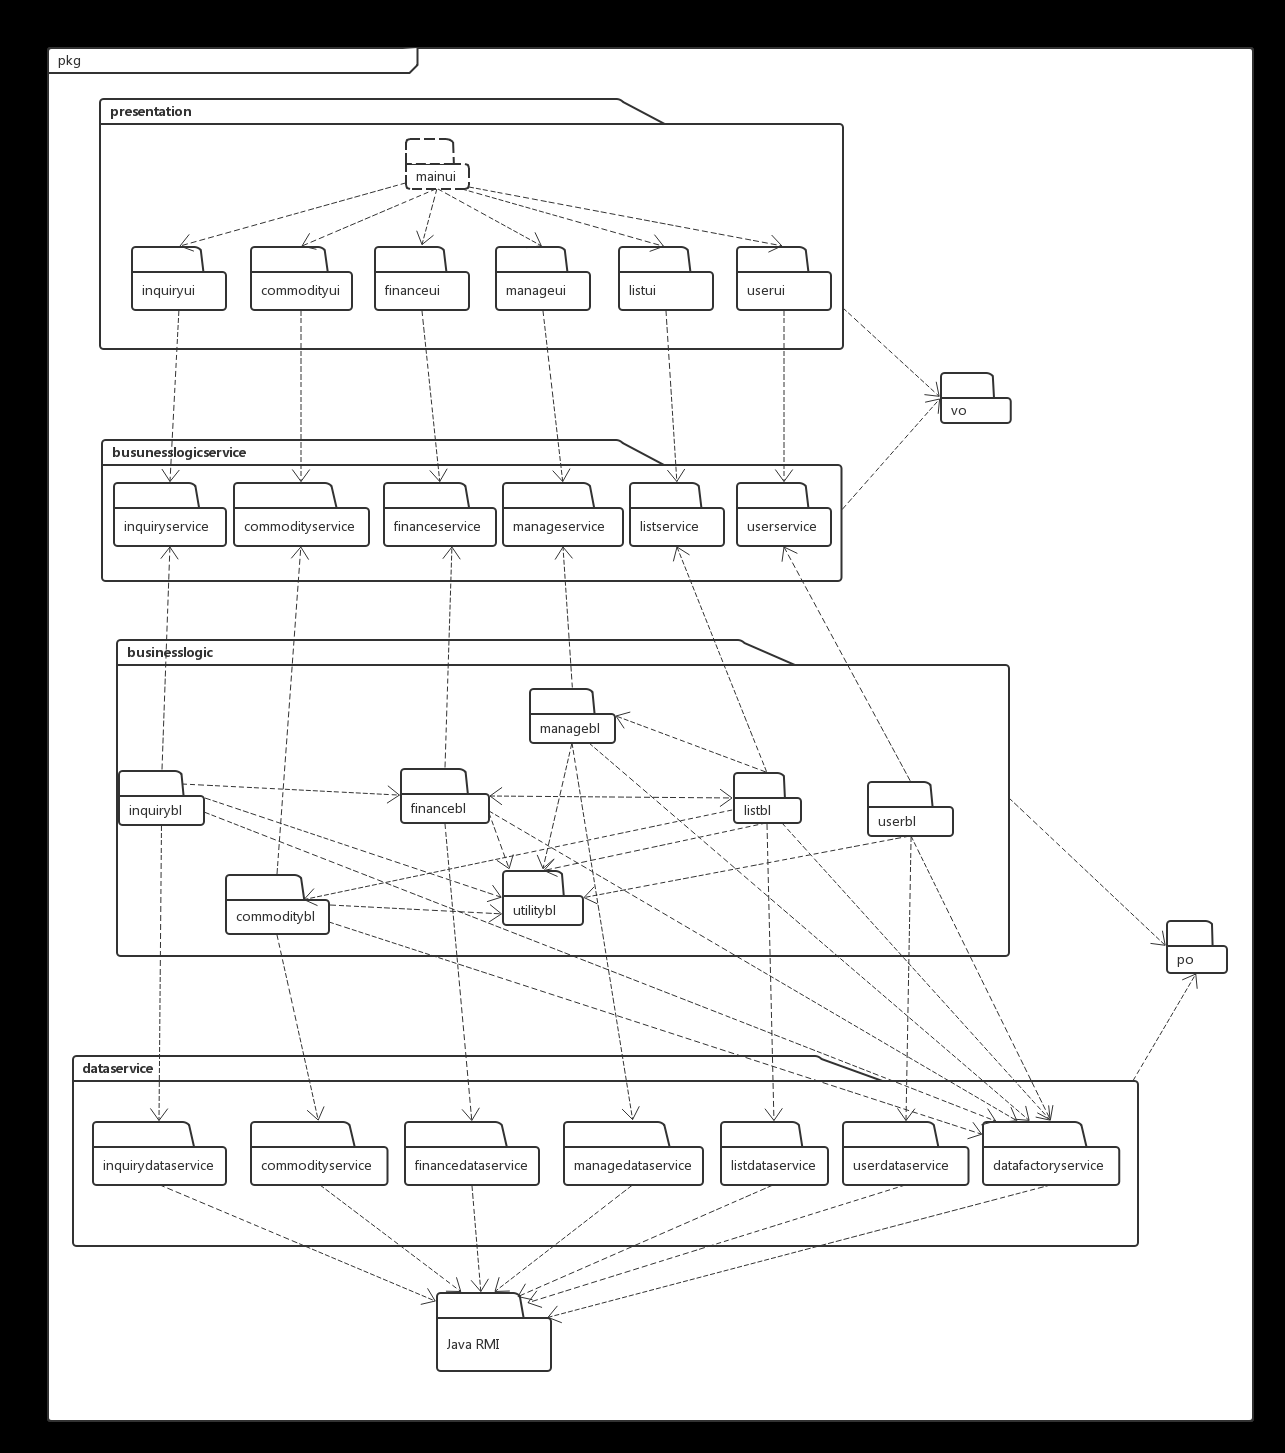 pkg
presentation
mainui
inquiryui
commodityui
financeui
manageui
listui
userui
vo
busunesslogicservice
inquiryservice
commodityservice
financeservice
manageservice
listservice
userservice
businesslogic
managebl
inquirybl
financebl
listbl
userbl
commoditybl
utilitybl
po
dataservice
inquirydataservice
commodityservice
financedataservice
managedataservice
listdataservice
userdataservice
datafactoryservice
Java RMI